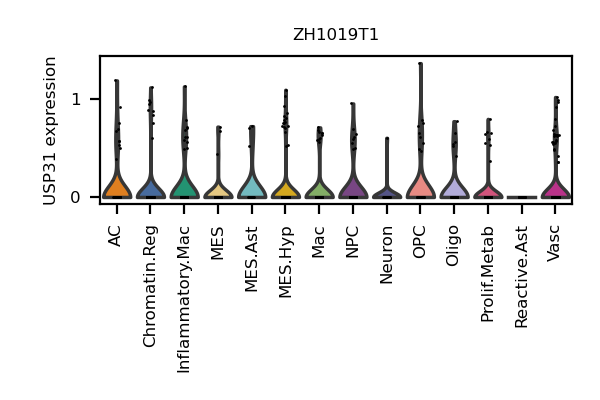 ZH1019T1
USP31 expression
1
0
AC
Chromatin.Reg
Inflammatory.Mac
MES
MES.Ast
MES.Hyp
Mac
NPC
Neuron
OPC
Oligo
Prolif.Metab
Reactive.Ast
Vasc